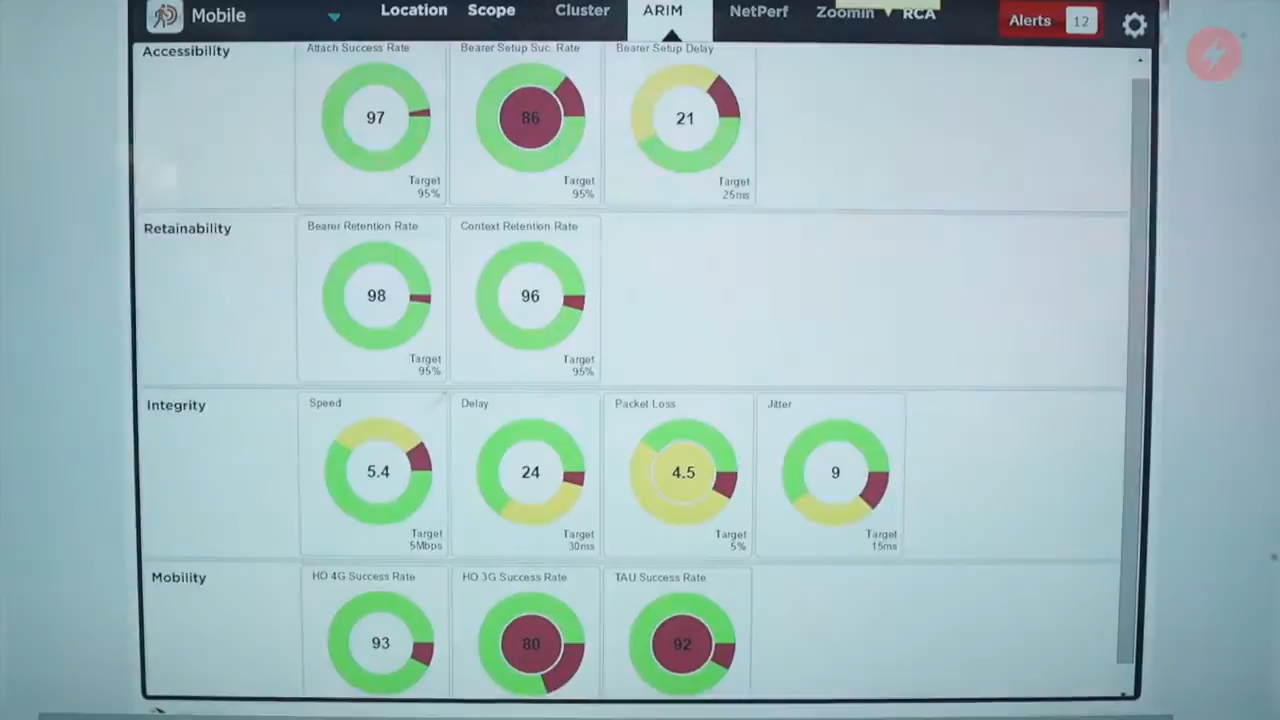 Mobile Location Scope Cluster ARIM NetPerf ZoomIn RCA Alerts 12
Accessibility
Attach Success Rate
97
Target
95%
Bearer Setup Suc. Rate
86
Target
95%
Bearer Setup Delay
21
Target
25ms
Retainability
Bearer Retention Rate
98
Target
95%
Context Retention Rate
96
Target
95%
Integrity
Speed
5.4
Target
5Mbps
Delay
24
Target
30ms
Packet Loss
4.5
Target
5%
Jitter
9
Target
15ms
Mobility
HO 4G Success Rate
93
HO 3G Success Rate
80
TAU Success Rate
92